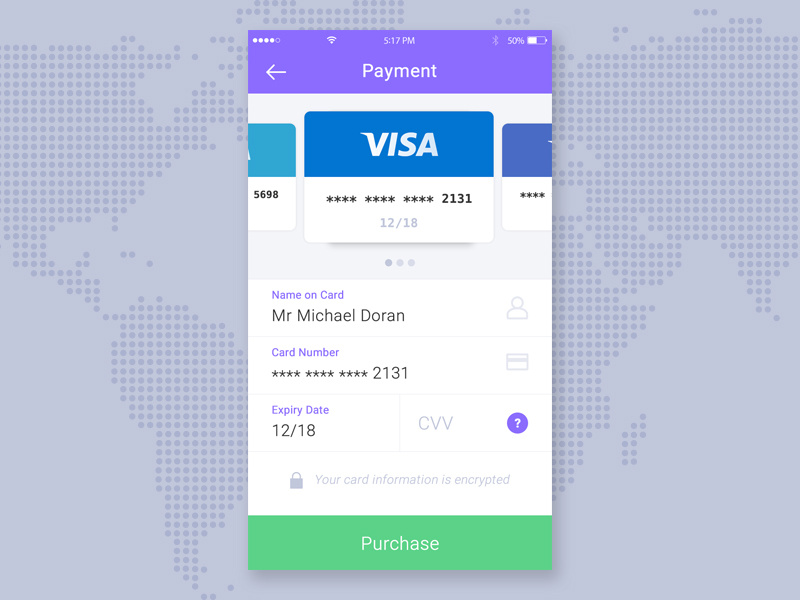 5:17 PM
50%
Payment
VISA
5698
**** **** **** 2131
****
12/18
Name on Card
Mr Michael Doran
Card Number
**** **** **** 2131
Expiry Date
12/18
CVV
?
Your card information is encrypted
Purchase